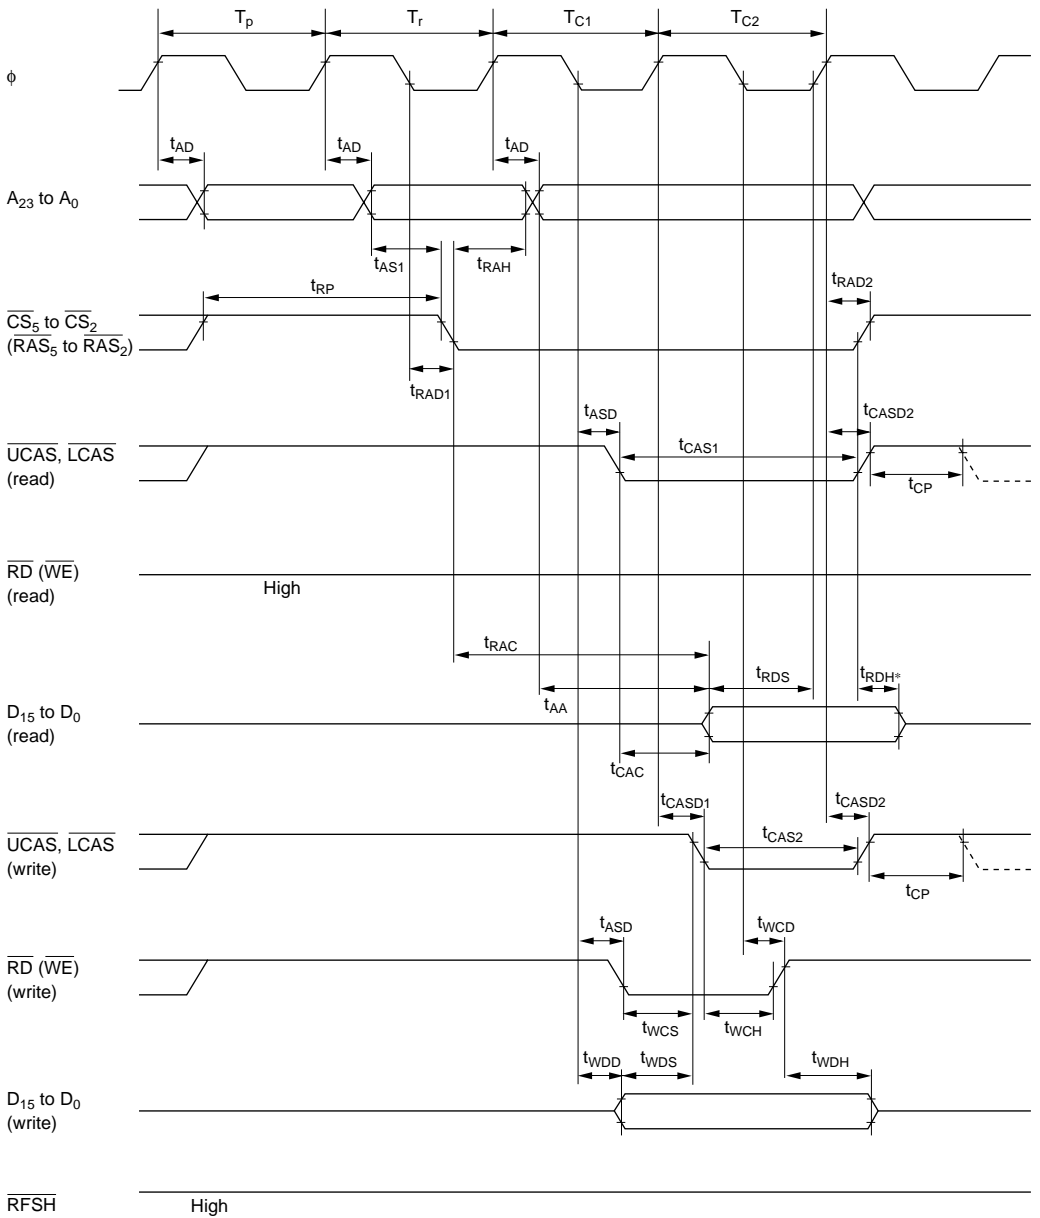 Tp Tr TC1 TC2
ϕ
tAD tAD tAD
A23 to A0
tAS1 tRAH
tRP tRAD2
CS5 to CS2
(RAS5 to RAS2)
tRAD1
tASD tCASD2
UCAS, LCAS tCAS1
(read) tCP
RD (WE)
(read) High
tRAC
tRDS tRDH*
tAA
D15 to D0
(read)
tCAC
tCASD1 tCASD2
UCAS, LCAS tCAS2
(write)
tCP
tASD tWCD
RD (WE)
(write)
tWCS tWCH
tWDD tWDS tWDH
D15 to D0
(write)
RFSH High